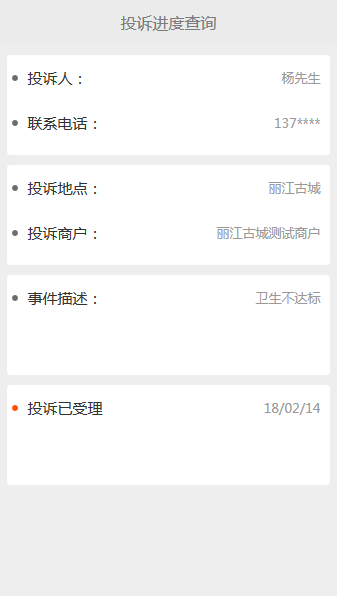 投诉进度查询
投诉人： 杨先生
联系电话： 137****
投诉地点： 丽江古城
投诉商户： 丽江古城测试商户
事件描述： 卫生不达标
投诉已受理 18/02/14